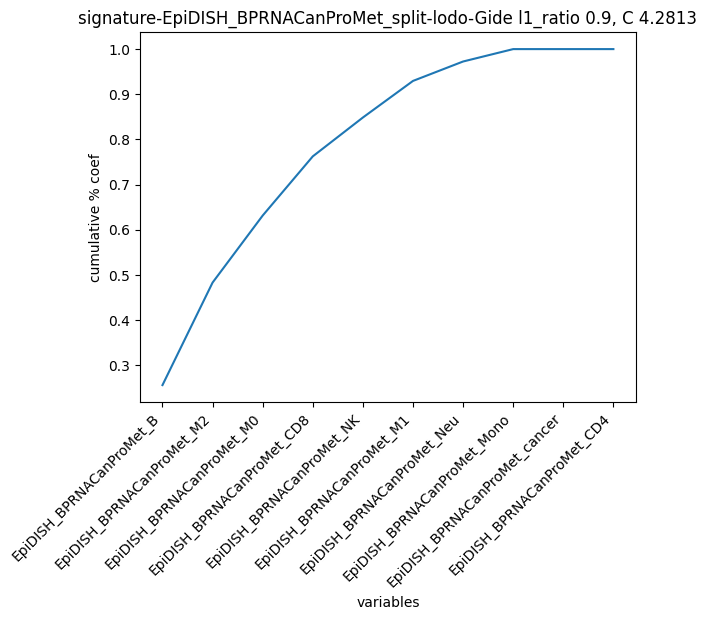 signature-EpiDISH_BPRNACanProMet_split-lodo-Gide l1_ratio 0.9, C 4.2813
1.0
0.9
0.8
0.7
0.6
0.5
0.4
0.3
cumulative % coef
EpiDISH_BPRNACanProMet_B
EpiDISH_BPRNACanProMet_M2
EpiDISH_BPRNACanProMet_M0
EpiDISH_BPRNACanProMet_CD8
EpiDISH_BPRNACanProMet_NK
EpiDISH_BPRNACanProMet_M1
EpiDISH_BPRNACanProMet_Neu
EpiDISH_BPRNACanProMet_Mono
EpiDISH_BPRNACanProMet_cancer
EpiDISH_BPRNACanProMet_CD4
variables